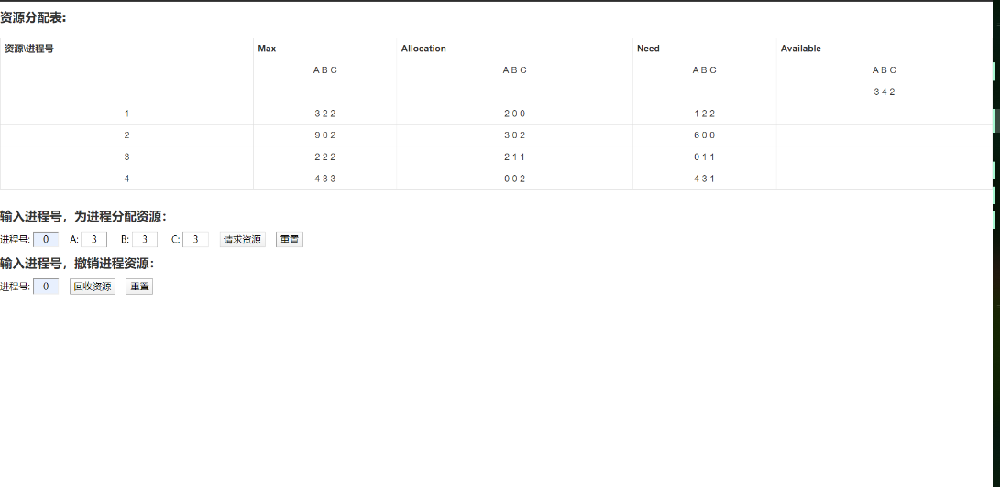 资源分配表:
资源\进程号 Max Allocation Need Available
A B C A B C A B C A B C
3 4 2
1 3 2 2 2 0 0 1 2 2
2 9 0 2 3 0 2 6 0 0
3 2 2 2 2 1 1 0 1 1
4 4 3 3 0 0 2 4 3 1
输入进程号，为进程分配资源：
进程号: 0 A: 3 B: 3 C: 3 请求资源 重置
输入进程号，撤销进程资源：
进程号: 0 回收资源 重置